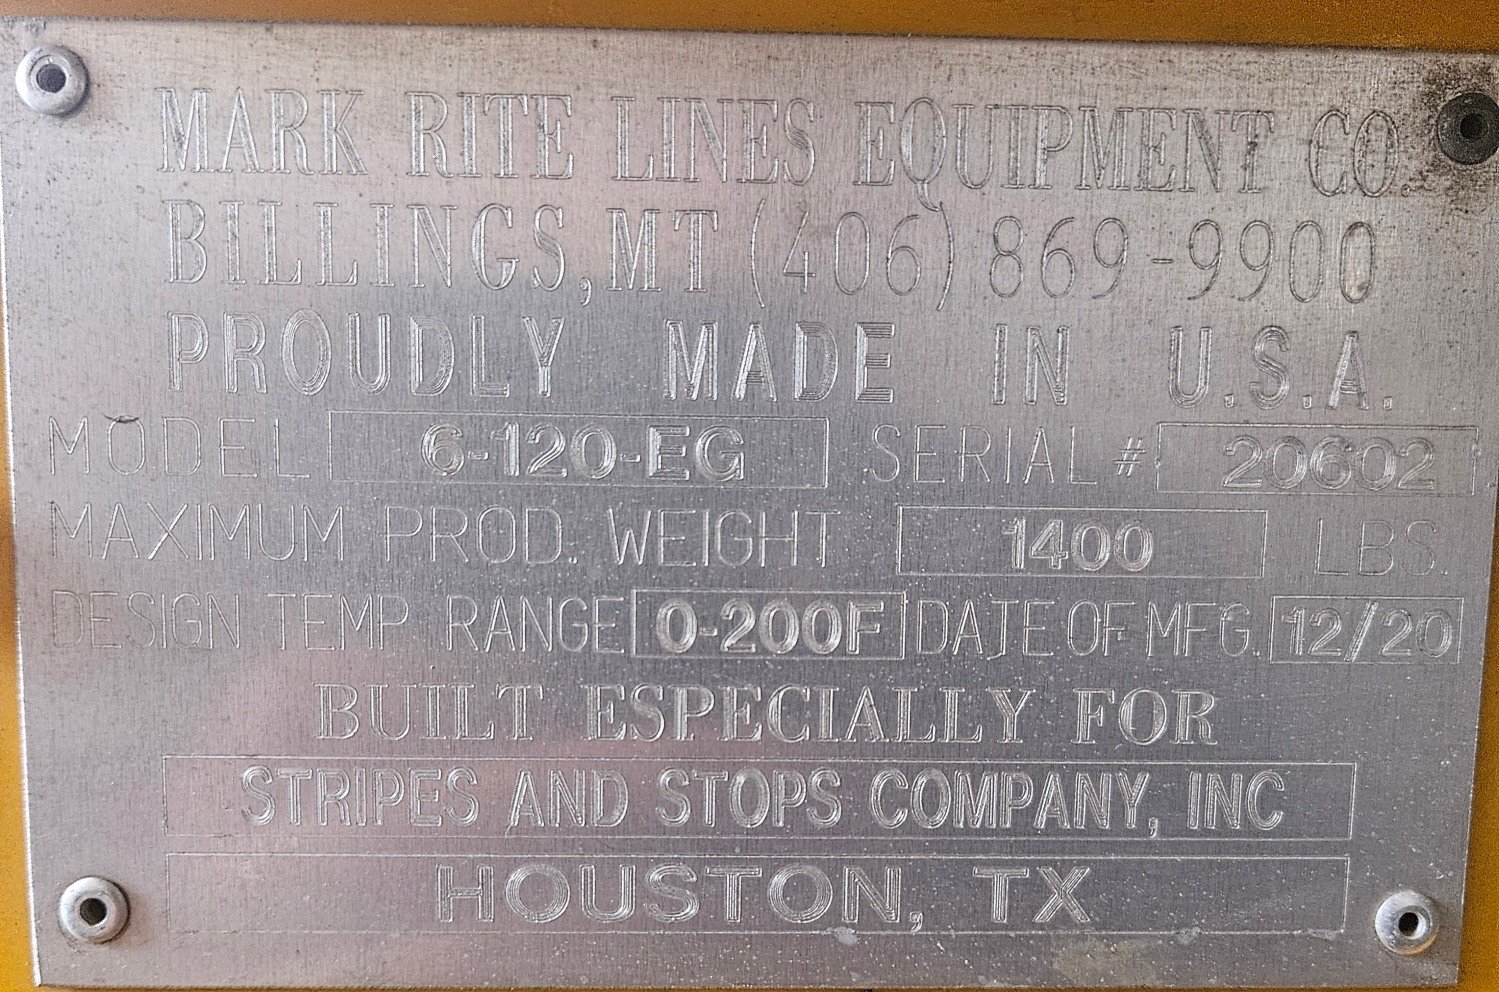 MARK RITE LINES EQUIPMENT CO.
BILLINGS, MT (406) 869-9900
PROUDLY MADE IN U.S.A.
MODEL 6-120-EG SERIAL # 20602
MAXIMUM PROD. WEIGHT 1400 LBS.
DESIGN TEMP RANGE 0-200F DATE OF MFG. 12/20
BUILT ESPECIALLY FOR
STRIPES AND STOPS COMPANY, INC
HOUSTON, TX